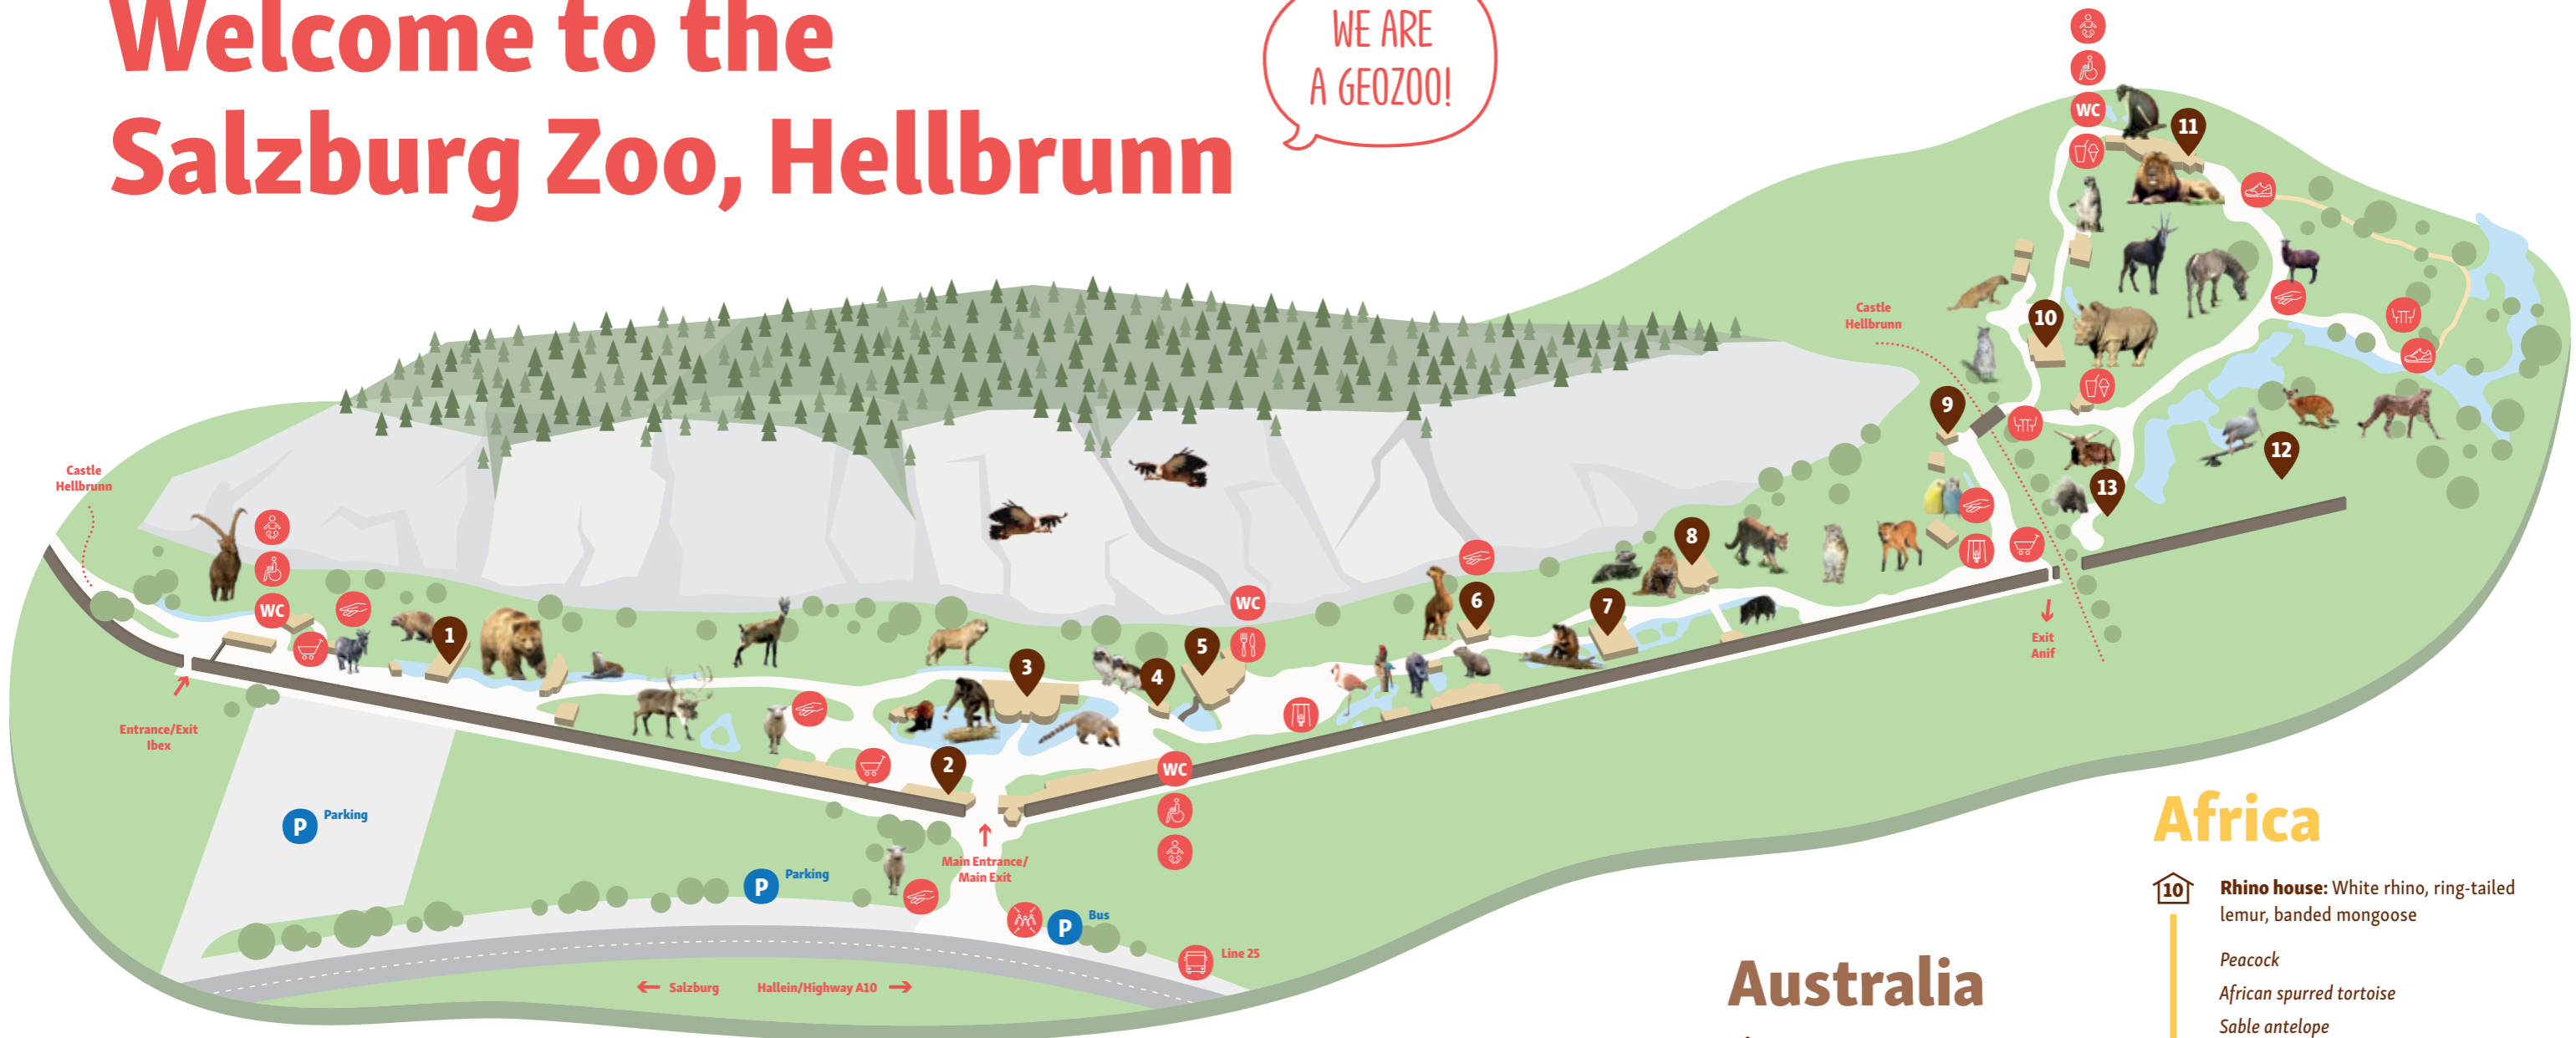 Welcome to the
Salzburg Zoo, Hellbrunn
WE ARE
A GEOZOO!
WC
11
Castle
Hellbrunn
10
9
12
13
Castle
Hellbrunn
8
WC
WC
6
7
1
5
3
4
Exit
Anif
Entrance/Exit
Ibex
2
WC
P Parking
Main Entrance/
Main Exit
P Parking
P Bus
Line 25
Salzburg
Hallein/Highway A10
Africa
10
Rhino house: White rhino, ring-tailed
lemur, banded mongoose
Peacock
African spurred tortoise
Sable antelope
Australia